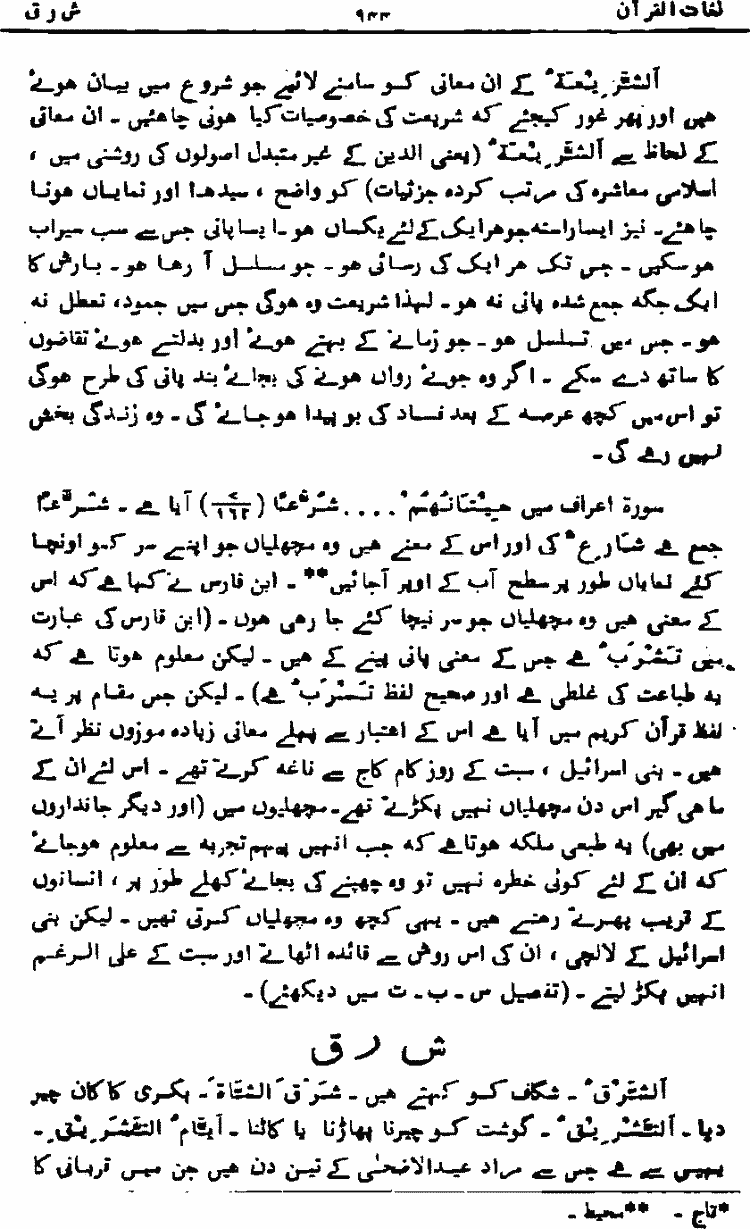 لغات القرآن ۹۴۴ ش ر ق
اَلشَّرِیْعَۃُ کے ان معانی کو سامنے لائیے جو شروع میں بیان ہوئے
ہیں اور پھر غور کیجئے کہ شریعت کی خصوصیات کیا ہونی چاہئیں ۔ ان معانی
کے لحاظ سے اَلشَّرِیْعَۃُ (یعنی الدین کے غیر متبدل اصولوں کی روشنی میں ،
اسلامی معاشرہ کی مرتب کردہ جزئیات) کو واضح ، سیدھا اور نمایاں ہونا
چاہئے۔ نیز ایسا راستہ جو ہر ایک کے لئے یکساں ہو۔ ایسا پانی جس سے سب سیراب
ہوسکیں ۔ جس تک ہر ایک کی رسائی ہو۔ جو مسلسل آ رہا ہو۔ بارش کا
ایک جگہ جمع شدہ پانی نہ ہو۔ لہذا شریعت وہ ہوگی جس میں جمود، تعطل نہ
ہو۔ جس میں تسلسل ہو۔ جو زمانے کے بہتے ہوئے اور بدلتے ہوئے تقاضوں
کا ساتھ دے سکے ۔ اگر وہ جوئے رواں ہونے کی بجائے بند پانی کی طرح ہوگی
تو اس میں کچھ عرصہ کے بعد فساد کی بو پیدا ہوجائے گی ۔ وہ زندگی بخش
نہیں رہے گی۔
سورۃ اعراف میں حِیْتَانُہُمْ .... شُرَّعًا (۷/۱۶۳) آیا ہے ۔ شُرَّعًا
جمع ہے شَارِعٌ کی اور اس کے معنے ہیں وہ مچھلیاں جو اپنے سر کو اونچا
کئے نمایاں طور پر سطح آب کے اوپر آجائیں** ۔ ابن فارس نے کہا ہے کہ اس
کے معنی ہیں وہ مچھلیاں جو سر نیچا کئے جا رہی ہوں ۔ (ابن فارس کی عبارت
میں تَشْرَبُ ہے جس کے معنی پانی پینے کے ہیں ۔ لیکن معلوم ہوتا ہے کہ
یہ طباعت کی غلطی ہے اور صحیح لفظ تَسْرَبُ ہے) ۔ لیکن جس مقام پر یہ
لفظ قرآن کریم میں آیا ہے اس کے اعتبار سے پہلے معانی زیادہ موزوں نظر آتے
ہیں ۔ بنی اسرائیل ، سبت کے روز کام کاج سے ناغہ کرتے تھے ۔ اس لئے ان کے
ماہی گیر اس دن مچھلیاں نہیں پکڑتے تھے۔ مچھلیوں میں (اور دیگر جانداروں
میں بھی) یہ طبعی ملکہ ہوتا ہے کہ جب انہیں پیہم تجربہ سے معلوم ہوجائے
کہ ان کے لئے کوئی خطرہ نہیں تو وہ چھپنے کی بجائے کھلے طور پر ، انسانوں
کے قریب پھرتے رہتے ہیں ۔ یہی کچھ وہ مچھلیاں کرتی تھیں ۔ لیکن بنی
اسرائیل کے لالچی ، ان کی اس روش سے فائدہ اٹھاتے اور سبت کے علی الرغم
انہیں پکڑ لیتے ۔ (تفصیل س ۔ ب ۔ ت میں دیکھئے) ۔
ش ر ق
اَلشَّرْقُ ۔ شگاف کو کہتے ہیں ۔ شَرَقَ الشَّاۃَ ۔ بکری کا کان چیر
دیا ۔ اَلتَّشْرِیْقُ ۔ گوشت کو چیرنا پھاڑنا یا کاٹنا ۔ اَیَّامُ التَّشْرِیْقِ ۔
یہیں سے ہے جس سے مراد عیدالاضحیٰ کے تین دن ہیں جن میں قربانی کا
*تاج ۔ **محیط ۔